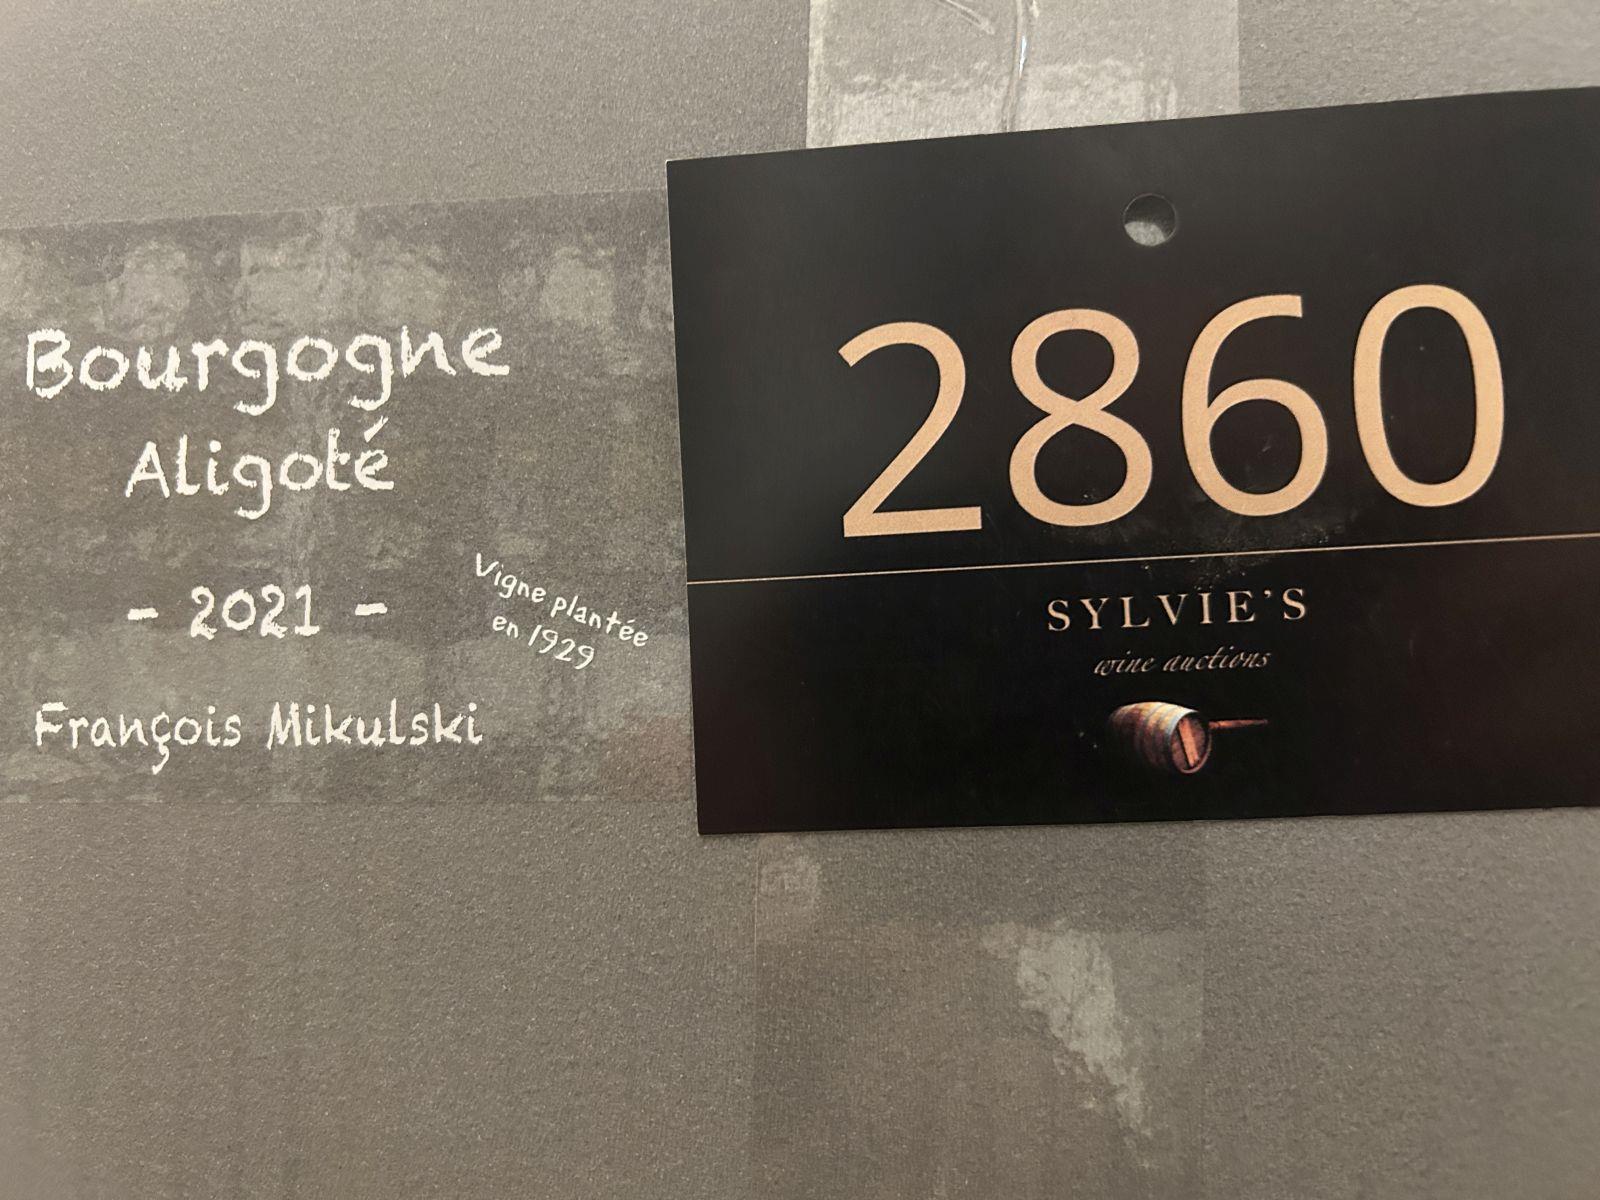 Bourgogne
Aligoté
- 2021 -
Vigne plantée
en 1929
François Mikulski
2860
SYLVIE'S
wine auctions